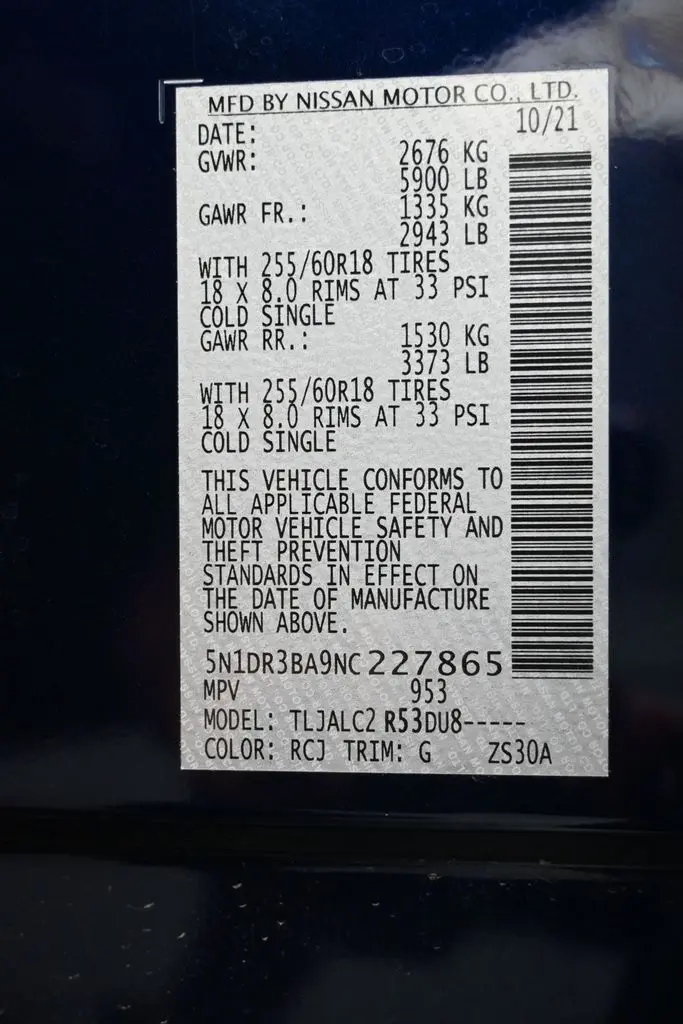 MFD BY NISSAN MOTOR CO., LTD.
DATE: 10/21
GVWR: 2676 KG
5900 LB
GAWR FR.: 1335 KG
2943 LB
WITH 255/60R18 TIRES
18 X 8.0 RIMS AT 33 PSI
COLD SINGLE
GAWR RR.: 1530 KG
3373 LB
WITH 255/60R18 TIRES
18 X 8.0 RIMS AT 33 PSI
COLD SINGLE
THIS VEHICLE CONFORMS TO
ALL APPLICABLE FEDERAL
MOTOR VEHICLE SAFETY AND
THEFT PREVENTION
STANDARDS IN EFFECT ON
THE DATE OF MANUFACTURE
SHOWN ABOVE.
5N1DR3BA9NC227865
MPV 953
MODEL: TLJALC2 R53DU8-----
COLOR: RCJ TRIM: G ZS30A